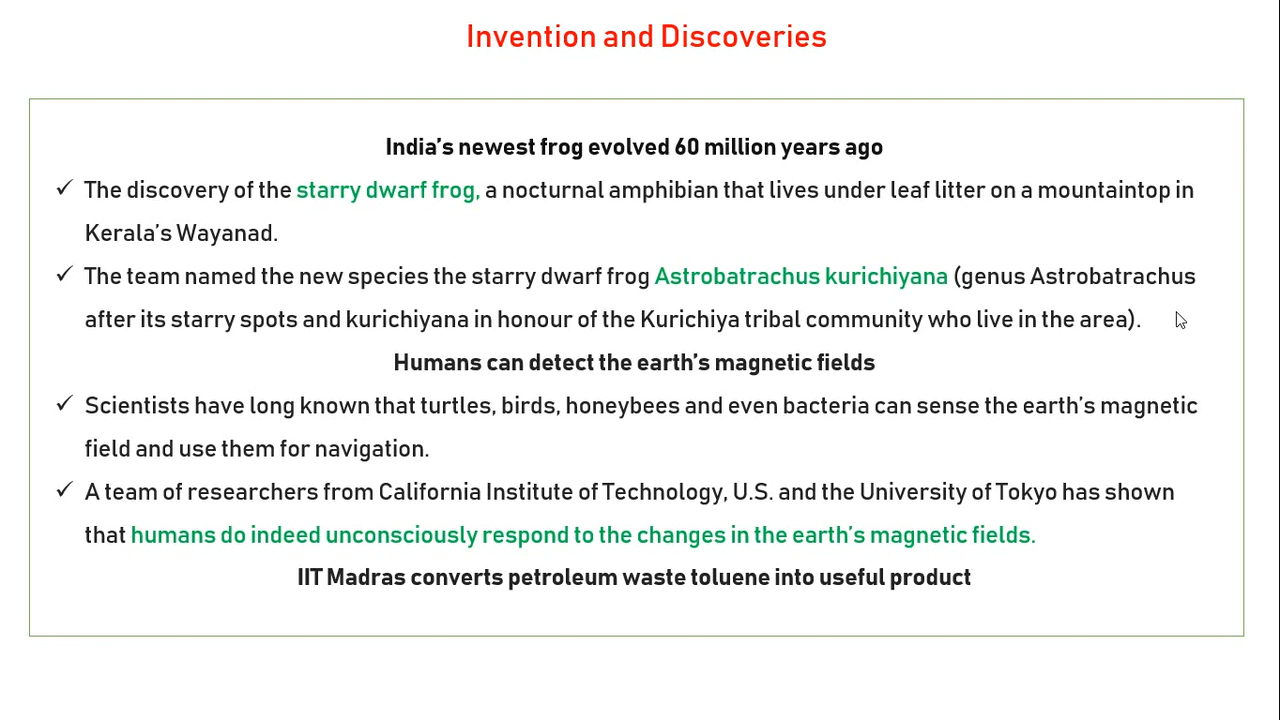 Invention and Discoveries
India’s newest frog evolved 60 million years ago
✓ The discovery of the starry dwarf frog, a nocturnal amphibian that lives under leaf litter on a mountaintop in
Kerala’s Wayanad.
✓ The team named the new species the starry dwarf frog Astrobatrachus kurichiyana (genus Astrobatrachus
after its starry spots and kurichiyana in honour of the Kurichiya tribal community who live in the area).
Humans can detect the earth’s magnetic fields
✓ Scientists have long known that turtles, birds, honeybees and even bacteria can sense the earth’s magnetic
field and use them for navigation.
✓ A team of researchers from California Institute of Technology, U.S. and the University of Tokyo has shown
that humans do indeed unconsciously respond to the changes in the earth’s magnetic fields.
IIT Madras converts petroleum waste toluene into useful product